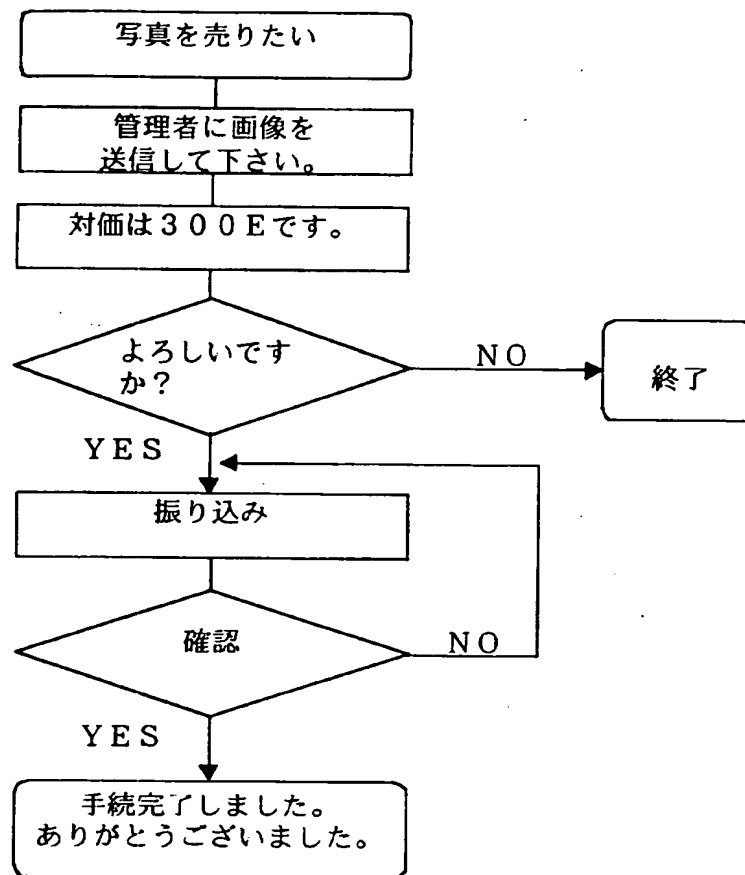 写真を売りたい
管理者に画像を
送信して下さい。
対価は３００Ｅです。
よろしいです
か？
ＮＯ
終了
ＹＥＳ
振り込み
確認
ＮＯ
ＹＥＳ
手続完了しました。
ありがとうございました。